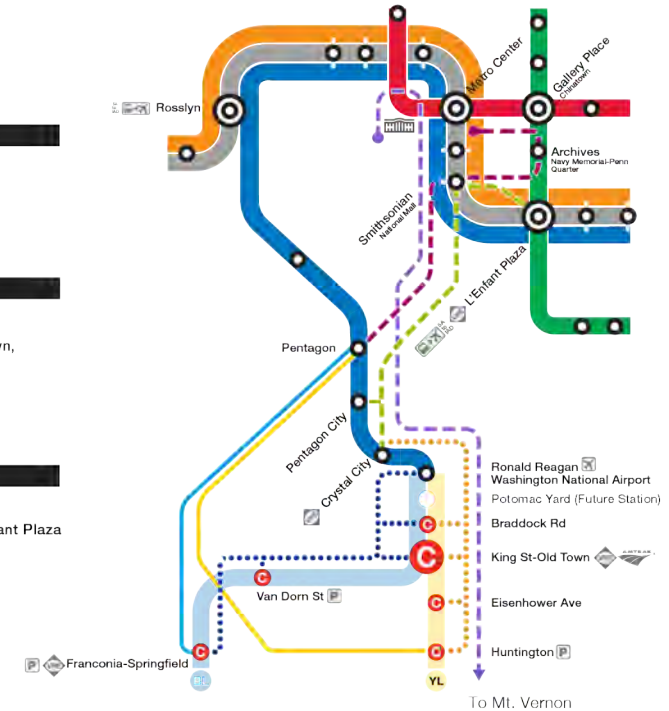 Metro Center
Gallery Place
Chinatown
Rosslyn
Archives
Navy Memorial-Penn
Quarter
Smithsonian
National Mall
L'Enfant Plaza
wn,
Pentagon
Pentagon City
Crystal City
Ronald Reagan
Washington National Airport
Potomac Yard (Future Station)
ant Plaza
C Braddock Rd
C King St-Old Town
C
Van Dorn St P
C Eisenhower Ave
C Huntington P
P Franconia-Springfield C
BL
YL
To Mt. Vernon